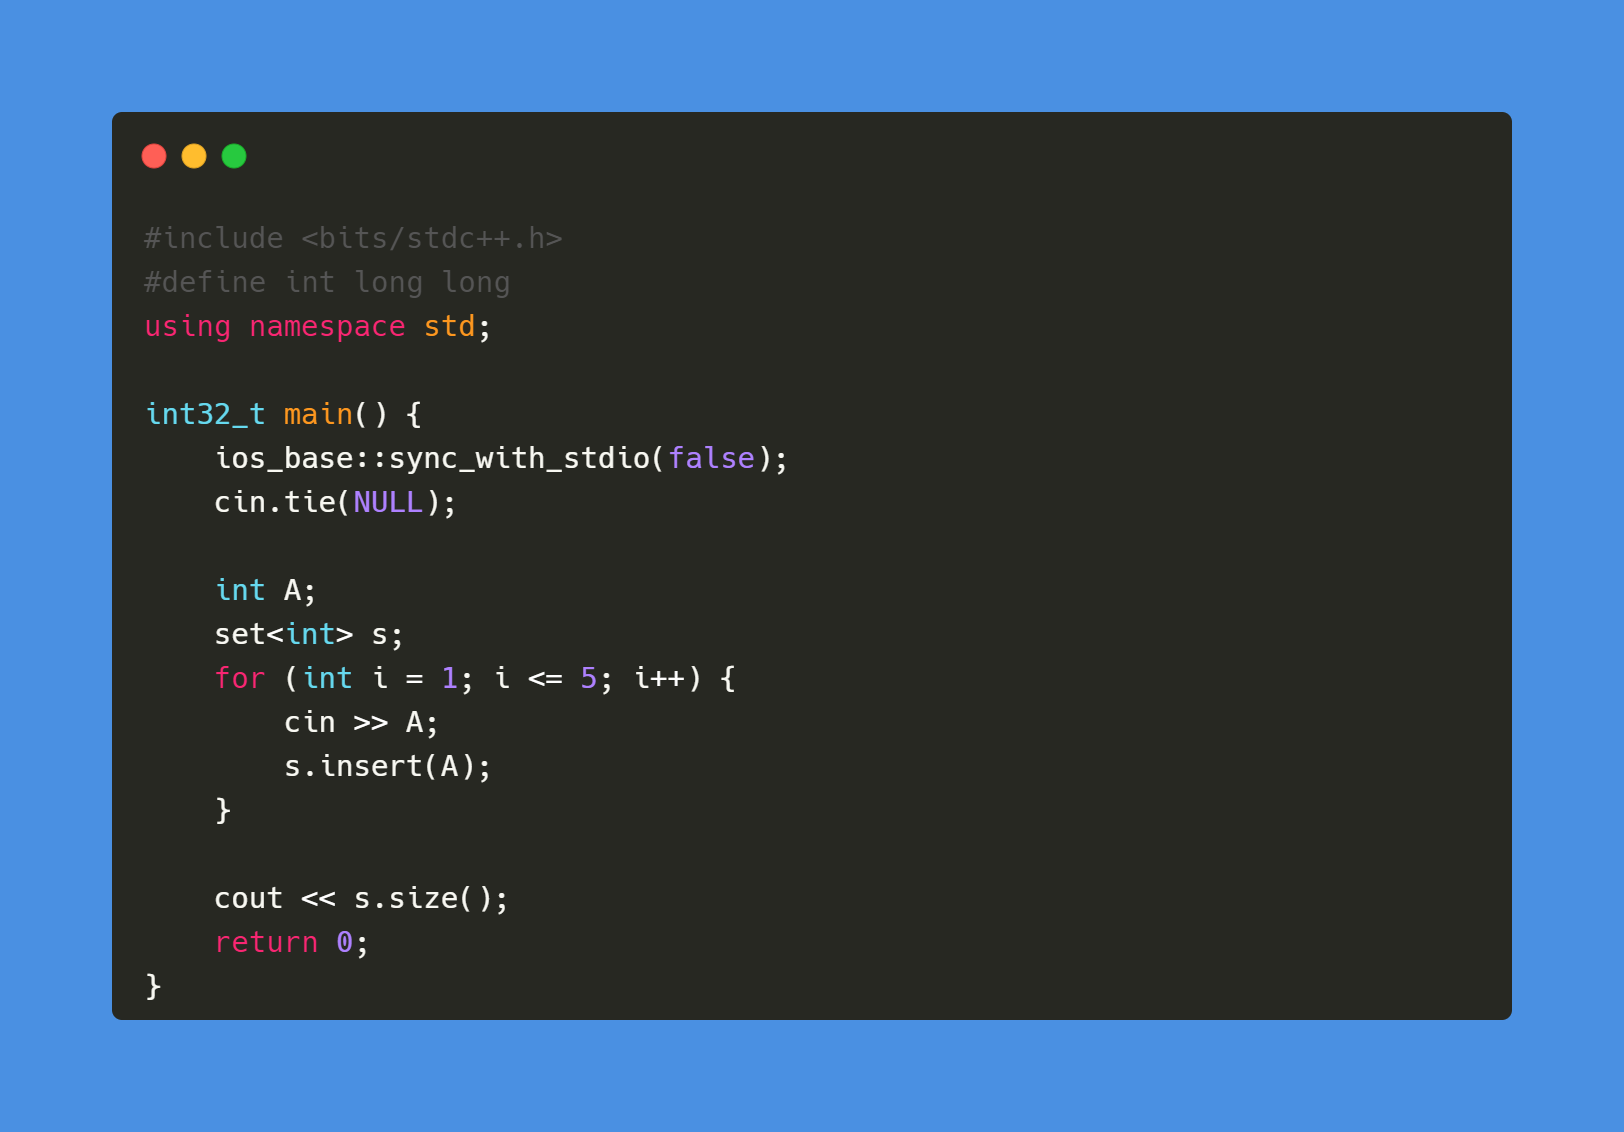 #include <bits/stdc++.h>
#define int long long
using namespace std;

int32_t main() {
    ios_base::sync_with_stdio(false);
    cin.tie(NULL);

    int A;
    set<int> s;
    for (int i = 1; i <= 5; i++) {
        cin >> A;
        s.insert(A);
    }

    cout << s.size();
    return 0;
}